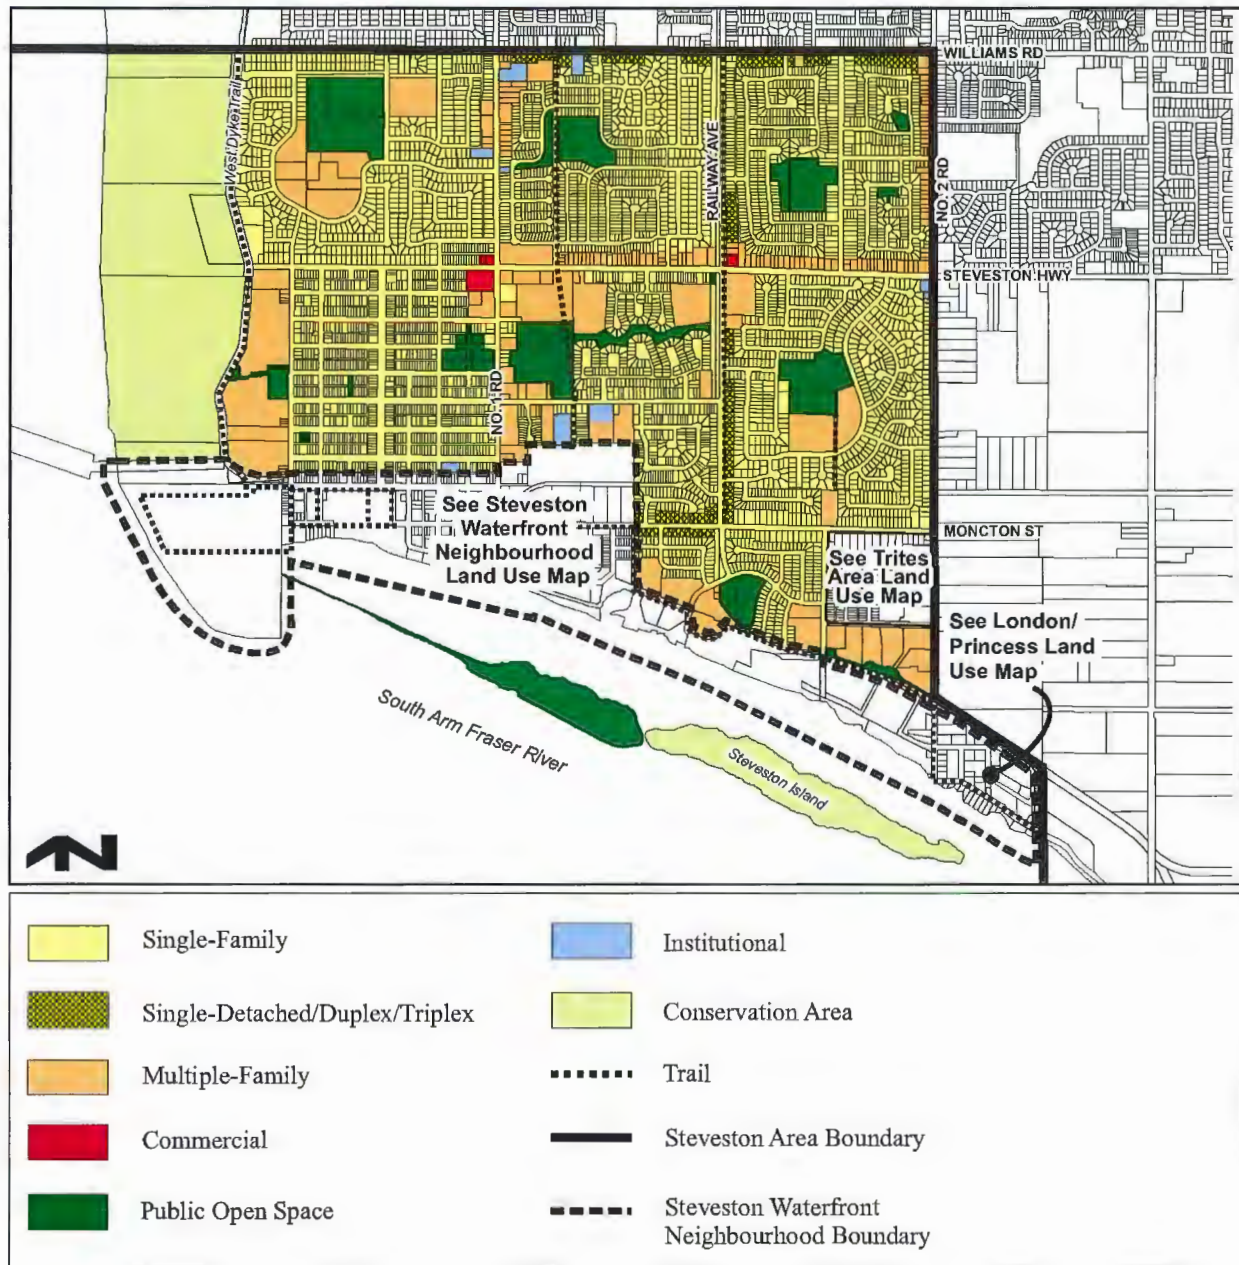 WILLIAMS RD
West Dyke Trail
RAILWAY AVE
NO. 2 RD
STEVESTON HWY
NO. 1 RD
See Steveston
Waterfront
Neighbourhood
Land Use Map
MONCTON ST
See Trites
Area Land
Use Map
See London/
Princess Land
Use Map
South Arm Fraser River
Steveston Island
N
Single-Family
Single-Detached/Duplex/Triplex
Multiple-Family
Commercial
Public Open Space
Institutional
Conservation Area
Trail
Steveston Area Boundary
Steveston Waterfront
Neighbourhood Boundary